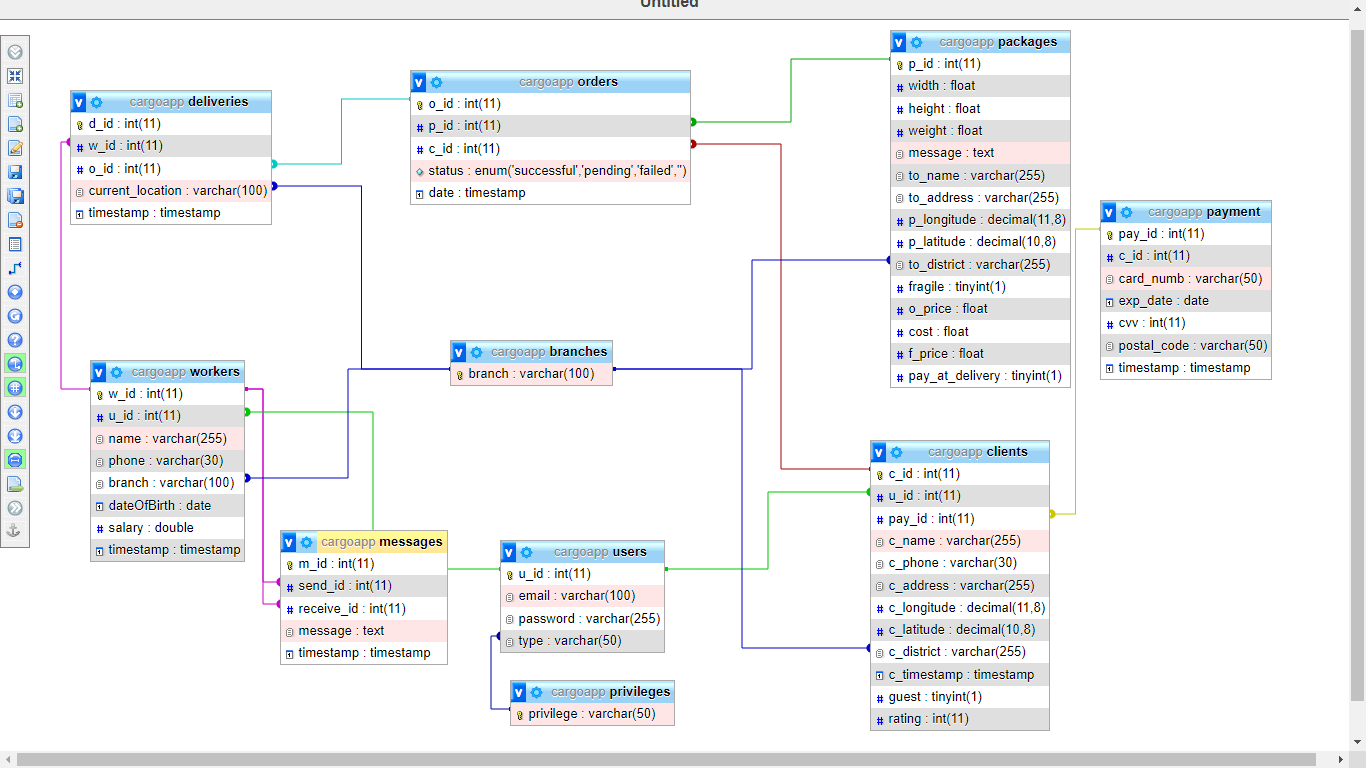 Untitled
cargoapp deliveries
d_id : int(11)
w_id : int(11)
o_id : int(11)
current_location : varchar(100)
timestamp : timestamp
cargoapp orders
o_id : int(11)
p_id : int(11)
c_id : int(11)
status : enum('successful','pending','failed','')
date : timestamp
cargoapp packages
p_id : int(11)
width : float
height : float
weight : float
message : text
to_name : varchar(255)
to_address : varchar(255)
p_longitude : decimal(11,8)
p_latitude : decimal(10,8)
to_district : varchar(255)
fragile : tinyint(1)
o_price : float
cost : float
f_price : float
pay_at_delivery : tinyint(1)
cargoapp payment
pay_id : int(11)
c_id : int(11)
card_numb : varchar(50)
exp_date : date
cvv : int(11)
postal_code : varchar(50)
timestamp : timestamp
cargoapp branches
branch : varchar(100)
cargoapp workers
w_id : int(11)
u_id : int(11)
name : varchar(255)
phone : varchar(30)
branch : varchar(100)
dateOfBirth : date
salary : double
timestamp : timestamp
cargoapp messages
m_id : int(11)
send_id : int(11)
receive_id : int(11)
message : text
timestamp : timestamp
cargoapp users
u_id : int(11)
email : varchar(100)
password : varchar(255)
type : varchar(50)
cargoapp privileges
privilege : varchar(50)
cargoapp clients
c_id : int(11)
u_id : int(11)
pay_id : int(11)
c_name : varchar(255)
c_phone : varchar(30)
c_address : varchar(255)
c_longitude : decimal(11,8)
c_latitude : decimal(10,8)
c_district : varchar(255)
c_timestamp : timestamp
guest : tinyint(1)
rating : int(11)